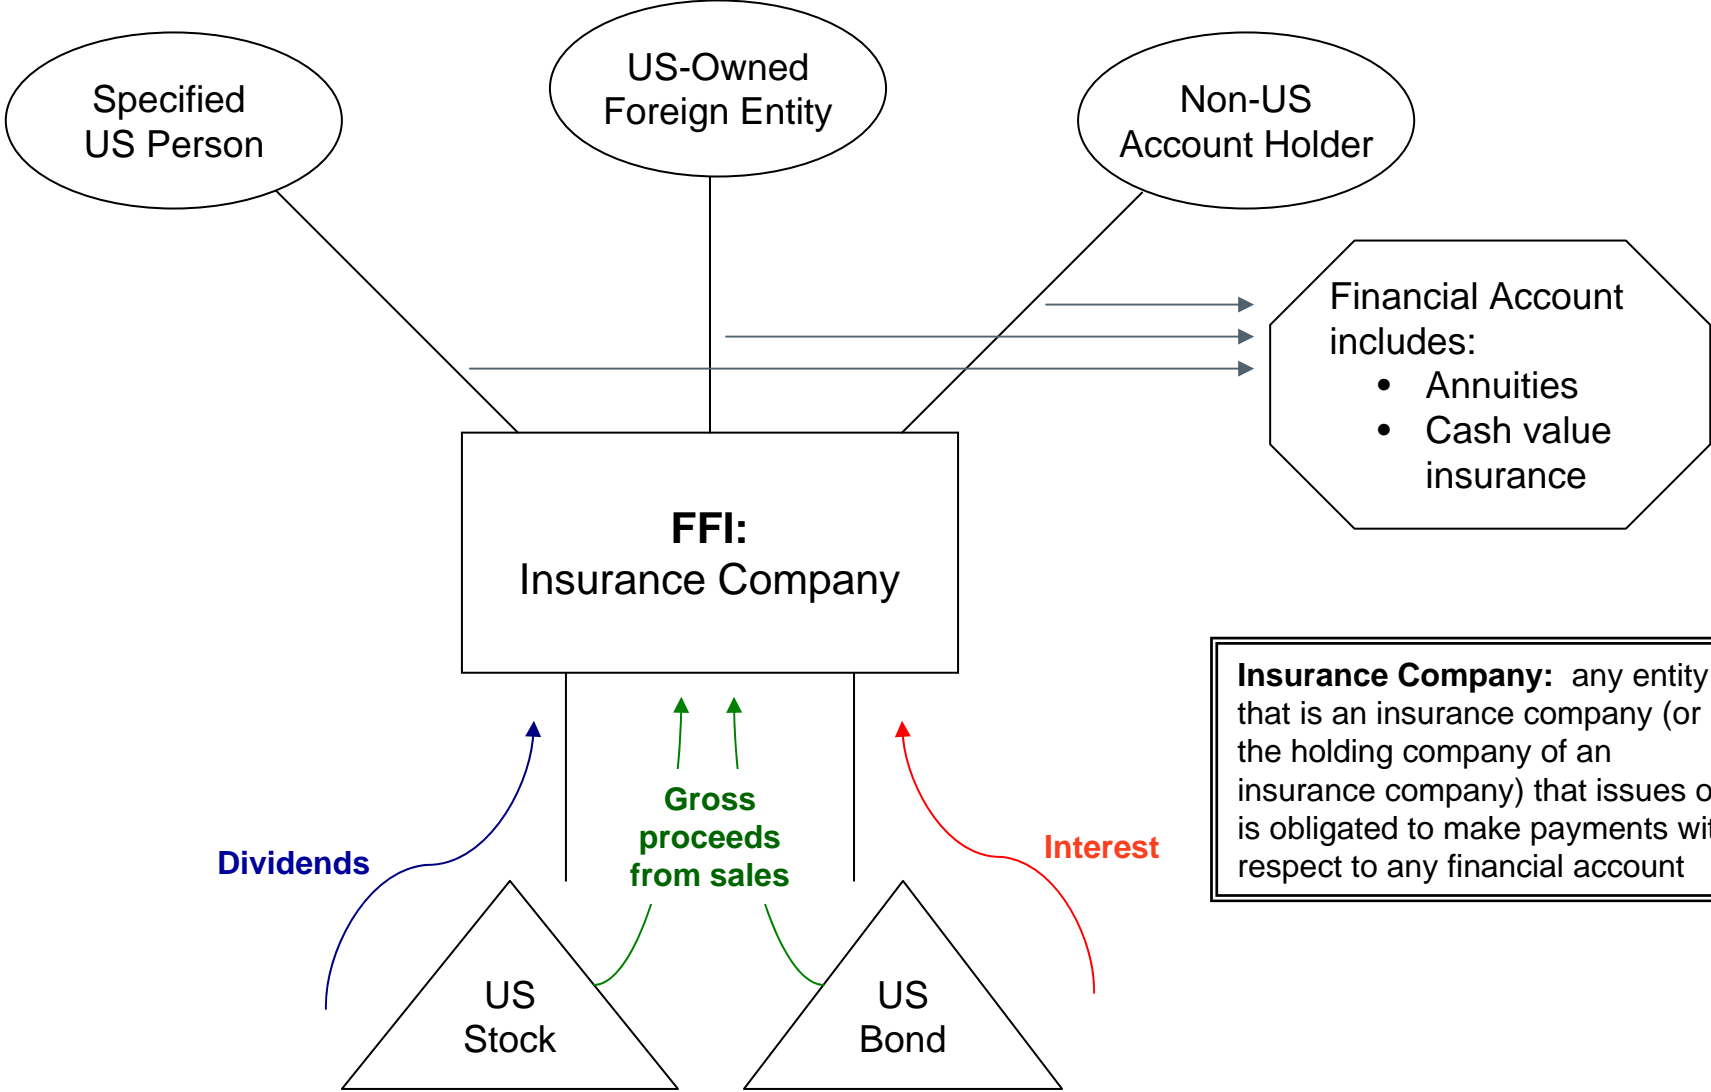 Specified
US Person
US-Owned
Foreign Entity
Non-US
Account Holder
Financial Account
includes:
• Annuities
• Cash value
insurance
FFI:
Insurance Company
Insurance Company: any entity
that is an insurance company (or
the holding company of an
insurance company) that issues
is obligated to make payments
respect to any financial account
Dividends
Gross
proceeds
from sales
Interest
US
Stock
US
Bond